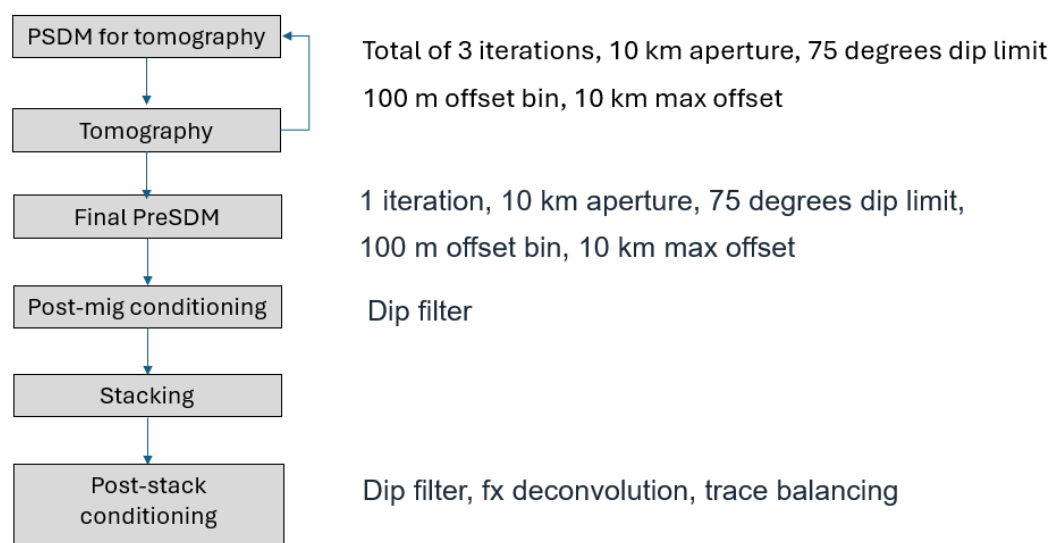 PSDM for tomography
Total of 3 iterations, 10 km aperture, 75 degrees dip limit
100 m offset bin, 10 km max offset
Tomography
Final PreSDM
1 iteration, 10 km aperture, 75 degrees dip limit,
100 m offset bin, 10 km max offset
Post-mig conditioning
Dip filter
Stacking
Post-stack
conditioning
Dip filter, fx deconvolution, trace balancing